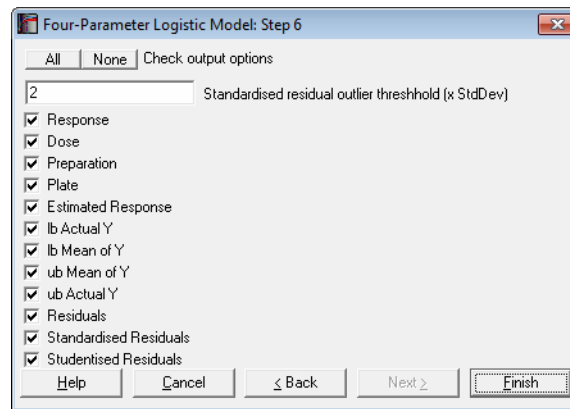 Four-Parameter Logistic Model: Step 6
All None Check output options
2 Standardised residual outlier threshhold (x StdDev)
Response
Dose
Preparation
Plate
Estimated Response
lb Actual Y
lb Mean of Y
ub Mean of Y
ub Actual Y
Residuals
Standardised Residuals
Studentised Residuals
Help Cancel < Back Next > Finish